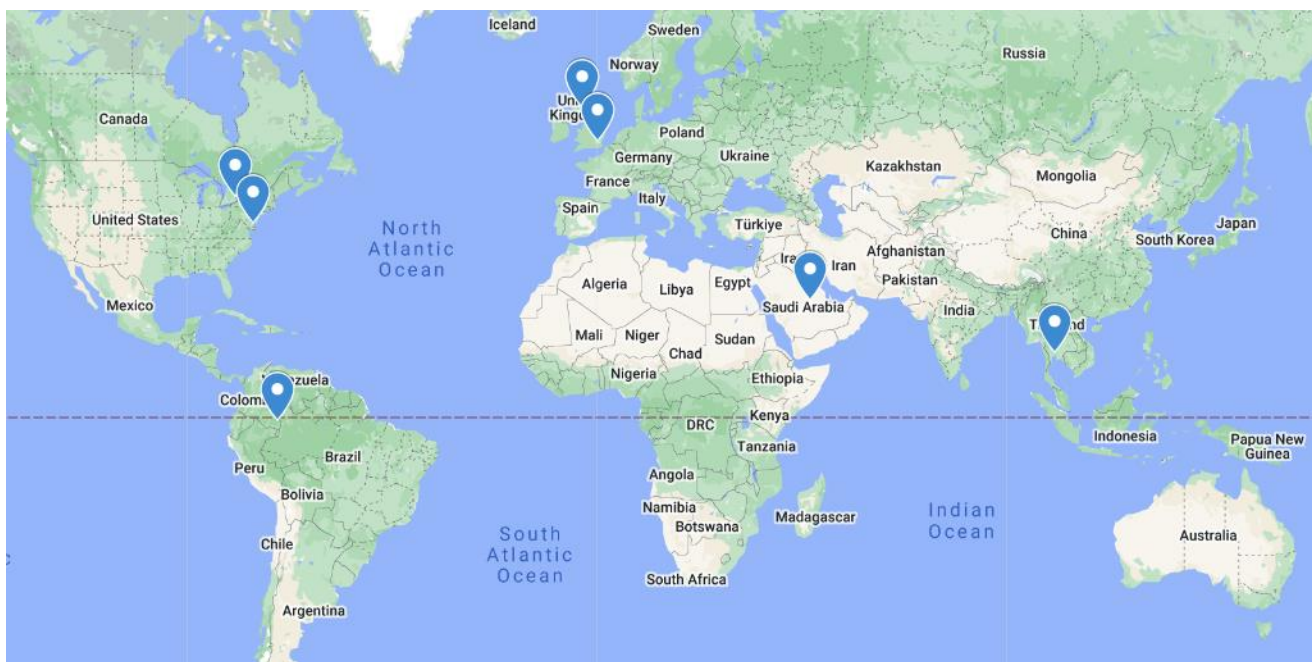 Iceland
Sweden
Russia
Norway
Canada
Poland
Germany
Ukraine
Kazakhstan
Mongolia
France
United States
Italy
Spain
Türkiye
Japan
China
South Korea
North
Atlantic
Ocean
Afghanistan
Iran
Pakistan
Algeria
Libya
Egypt
Mexico
Saudi Arabia
India
Mali
Niger
Sudan
Chad
Nigeria
Ethiopia
Kenya
DRC
Tanzania
Indonesia
Papua New
Guinea
Brazil
Peru
Angola
Bolivia
Namibia
Botswana
Madagascar
Indian
Ocean
Australia
Chile
South
Atlantic
Ocean
South Africa
Argentina